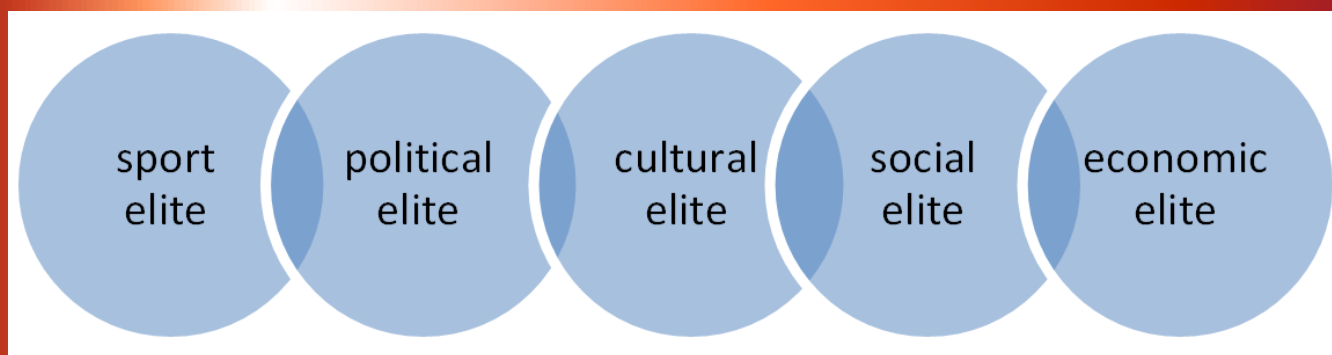 sport
elite
political
elite
cultural
elite
social
elite
economic
elite